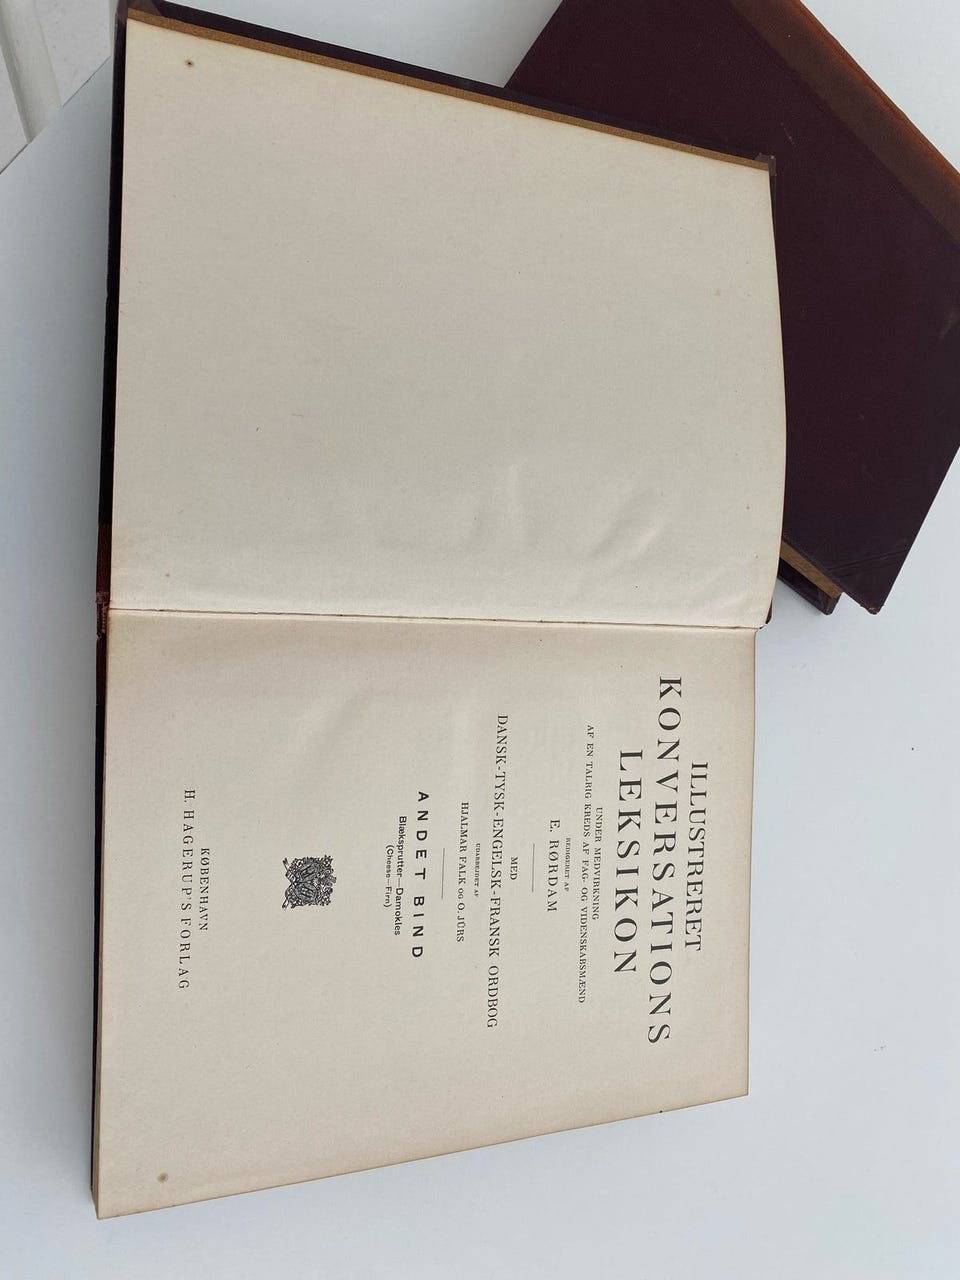 ILLUSTRERET
KONVERSATIONS
LEKSIKON
UNDER MEDVIRKNING
AF EN TALRIG KREDS AF FAG- OG VIDENSKABSMÆND
REDIGERET AF
E. RØRDAM
MED
DANSK-TYSK-ENGELSK-FRANSK ORDBOG
UDARBEJDET AF
HJALMAR FALK OG O. JÜRS
ANDET BIND
Blæksprutter—Damokles
(Cheese—Firn)
KØBENHAVN
H. HAGERUP'S FORLAG